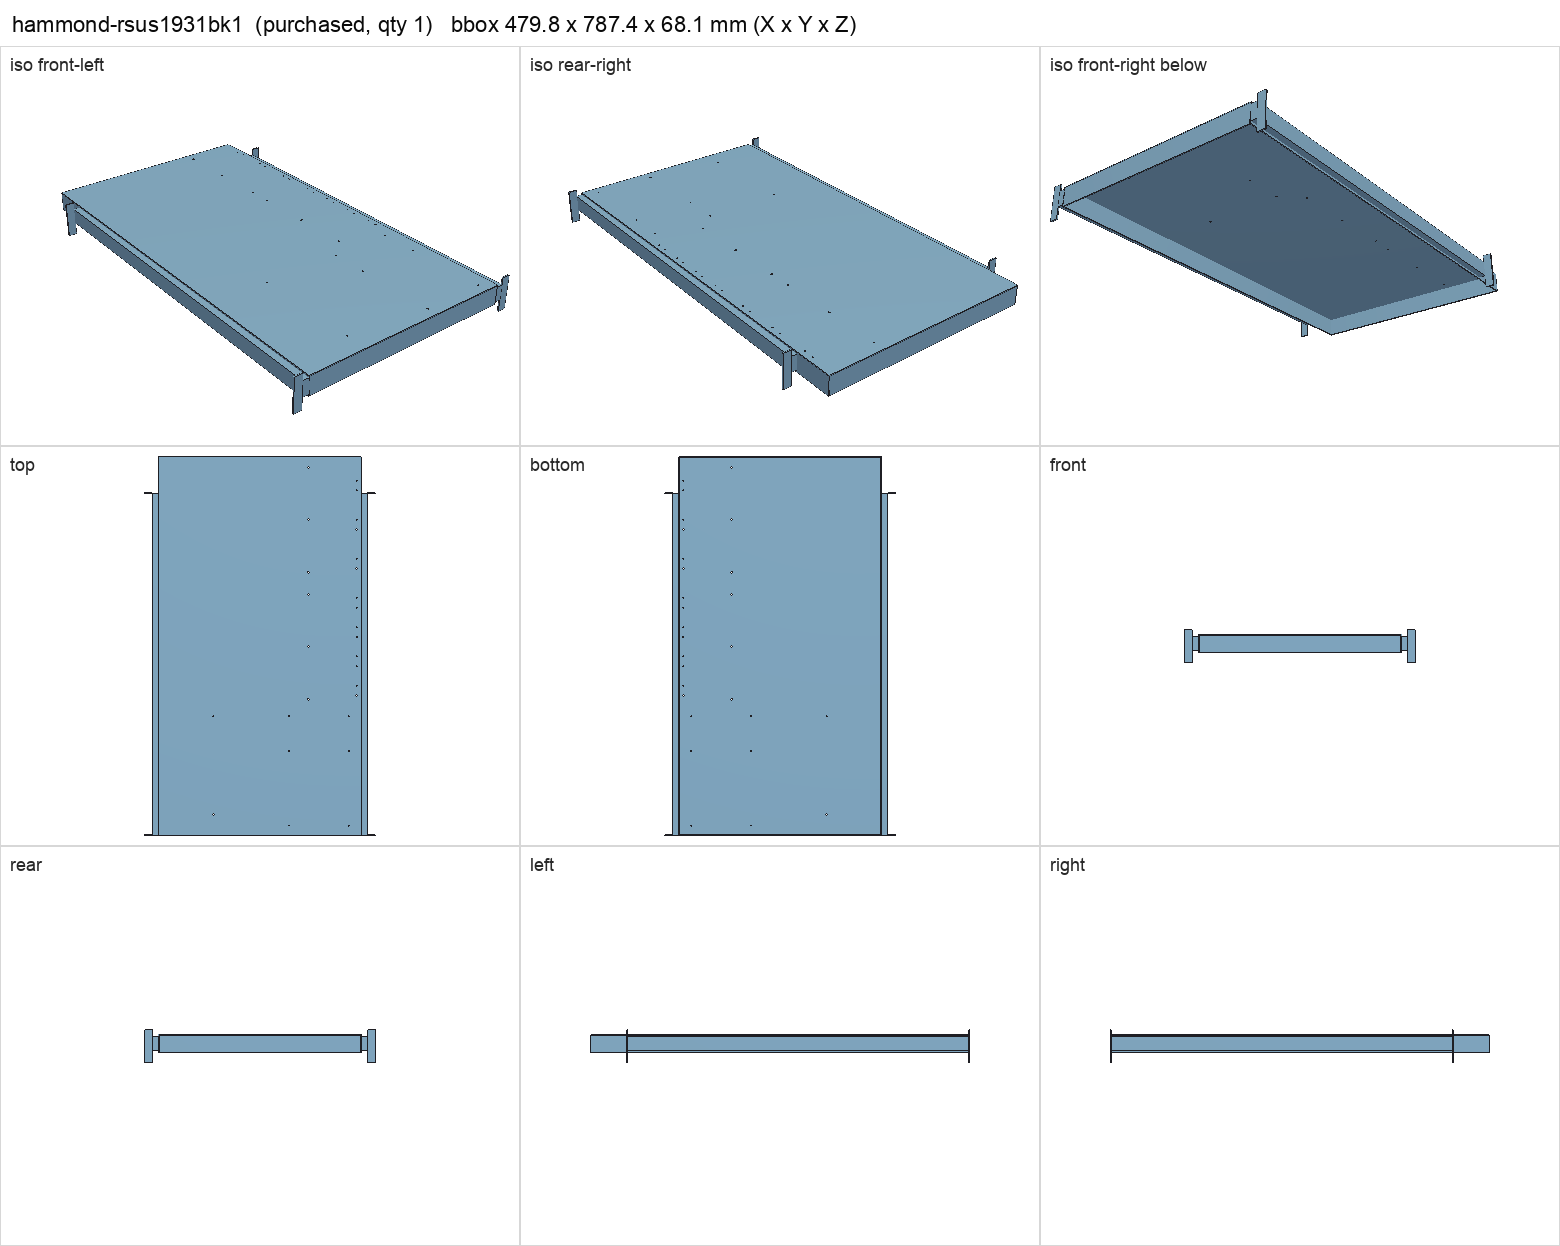 hammond-rsus1931bk1 (purchased, qty 1) bbox 479.8 x 787.4 x 68.1 mm (X x Y x Z)
iso front-left
iso rear-right
iso front-right below
top
bottom
front
rear
left
right